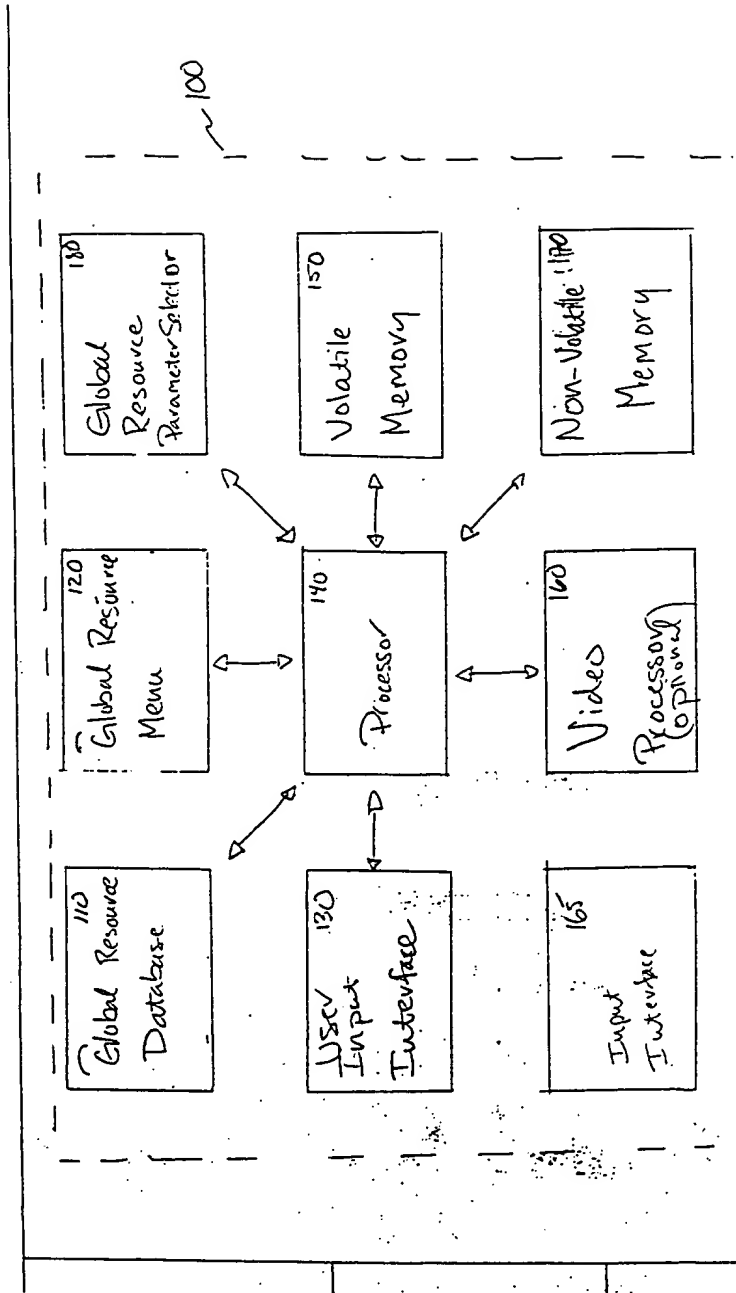 100
110
Global Resource
Database
120
Global Resource
Menu
180
Global
Resource
Parameter Selector
130
User
Input
Interface
140
Processor
150
Volatile
Memory
165
Input
Interface
160
Video
Processor
(optional)
170
Non-Volatile
Memory